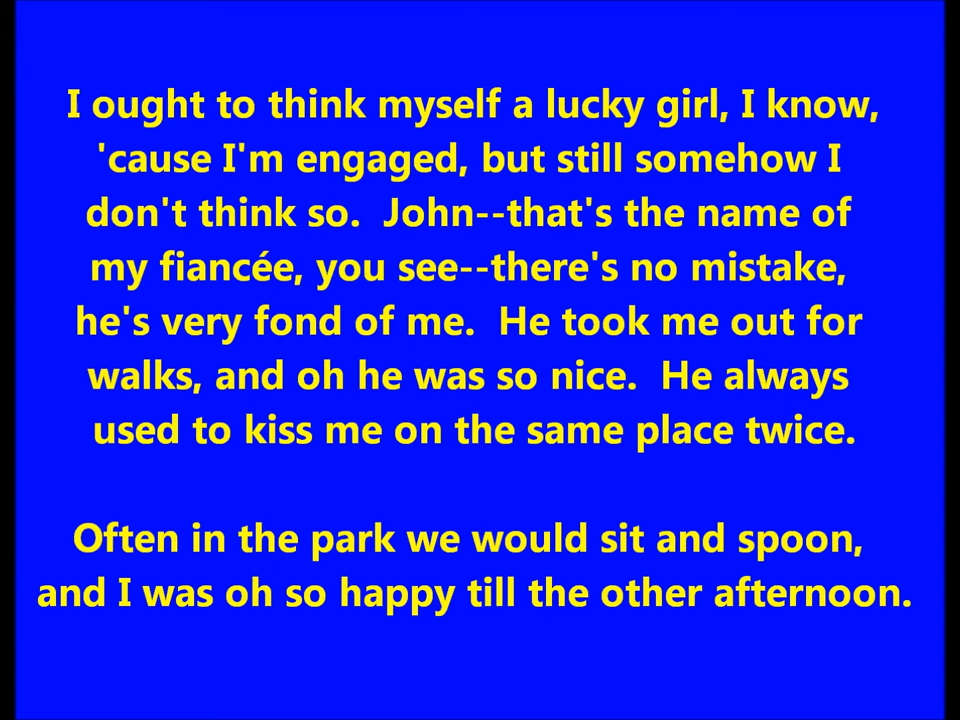 I ought to think myself a lucky girl, I know,
'cause I'm engaged, but still somehow I
don't think so.  John--that's the name of
my fiancée, you see--there's no mistake,
he's very fond of me.  He took me out for
walks, and oh he was so nice.  He always
used to kiss me on the same place twice.
Often in the park we would sit and spoon,
and I was oh so happy till the other afternoon.